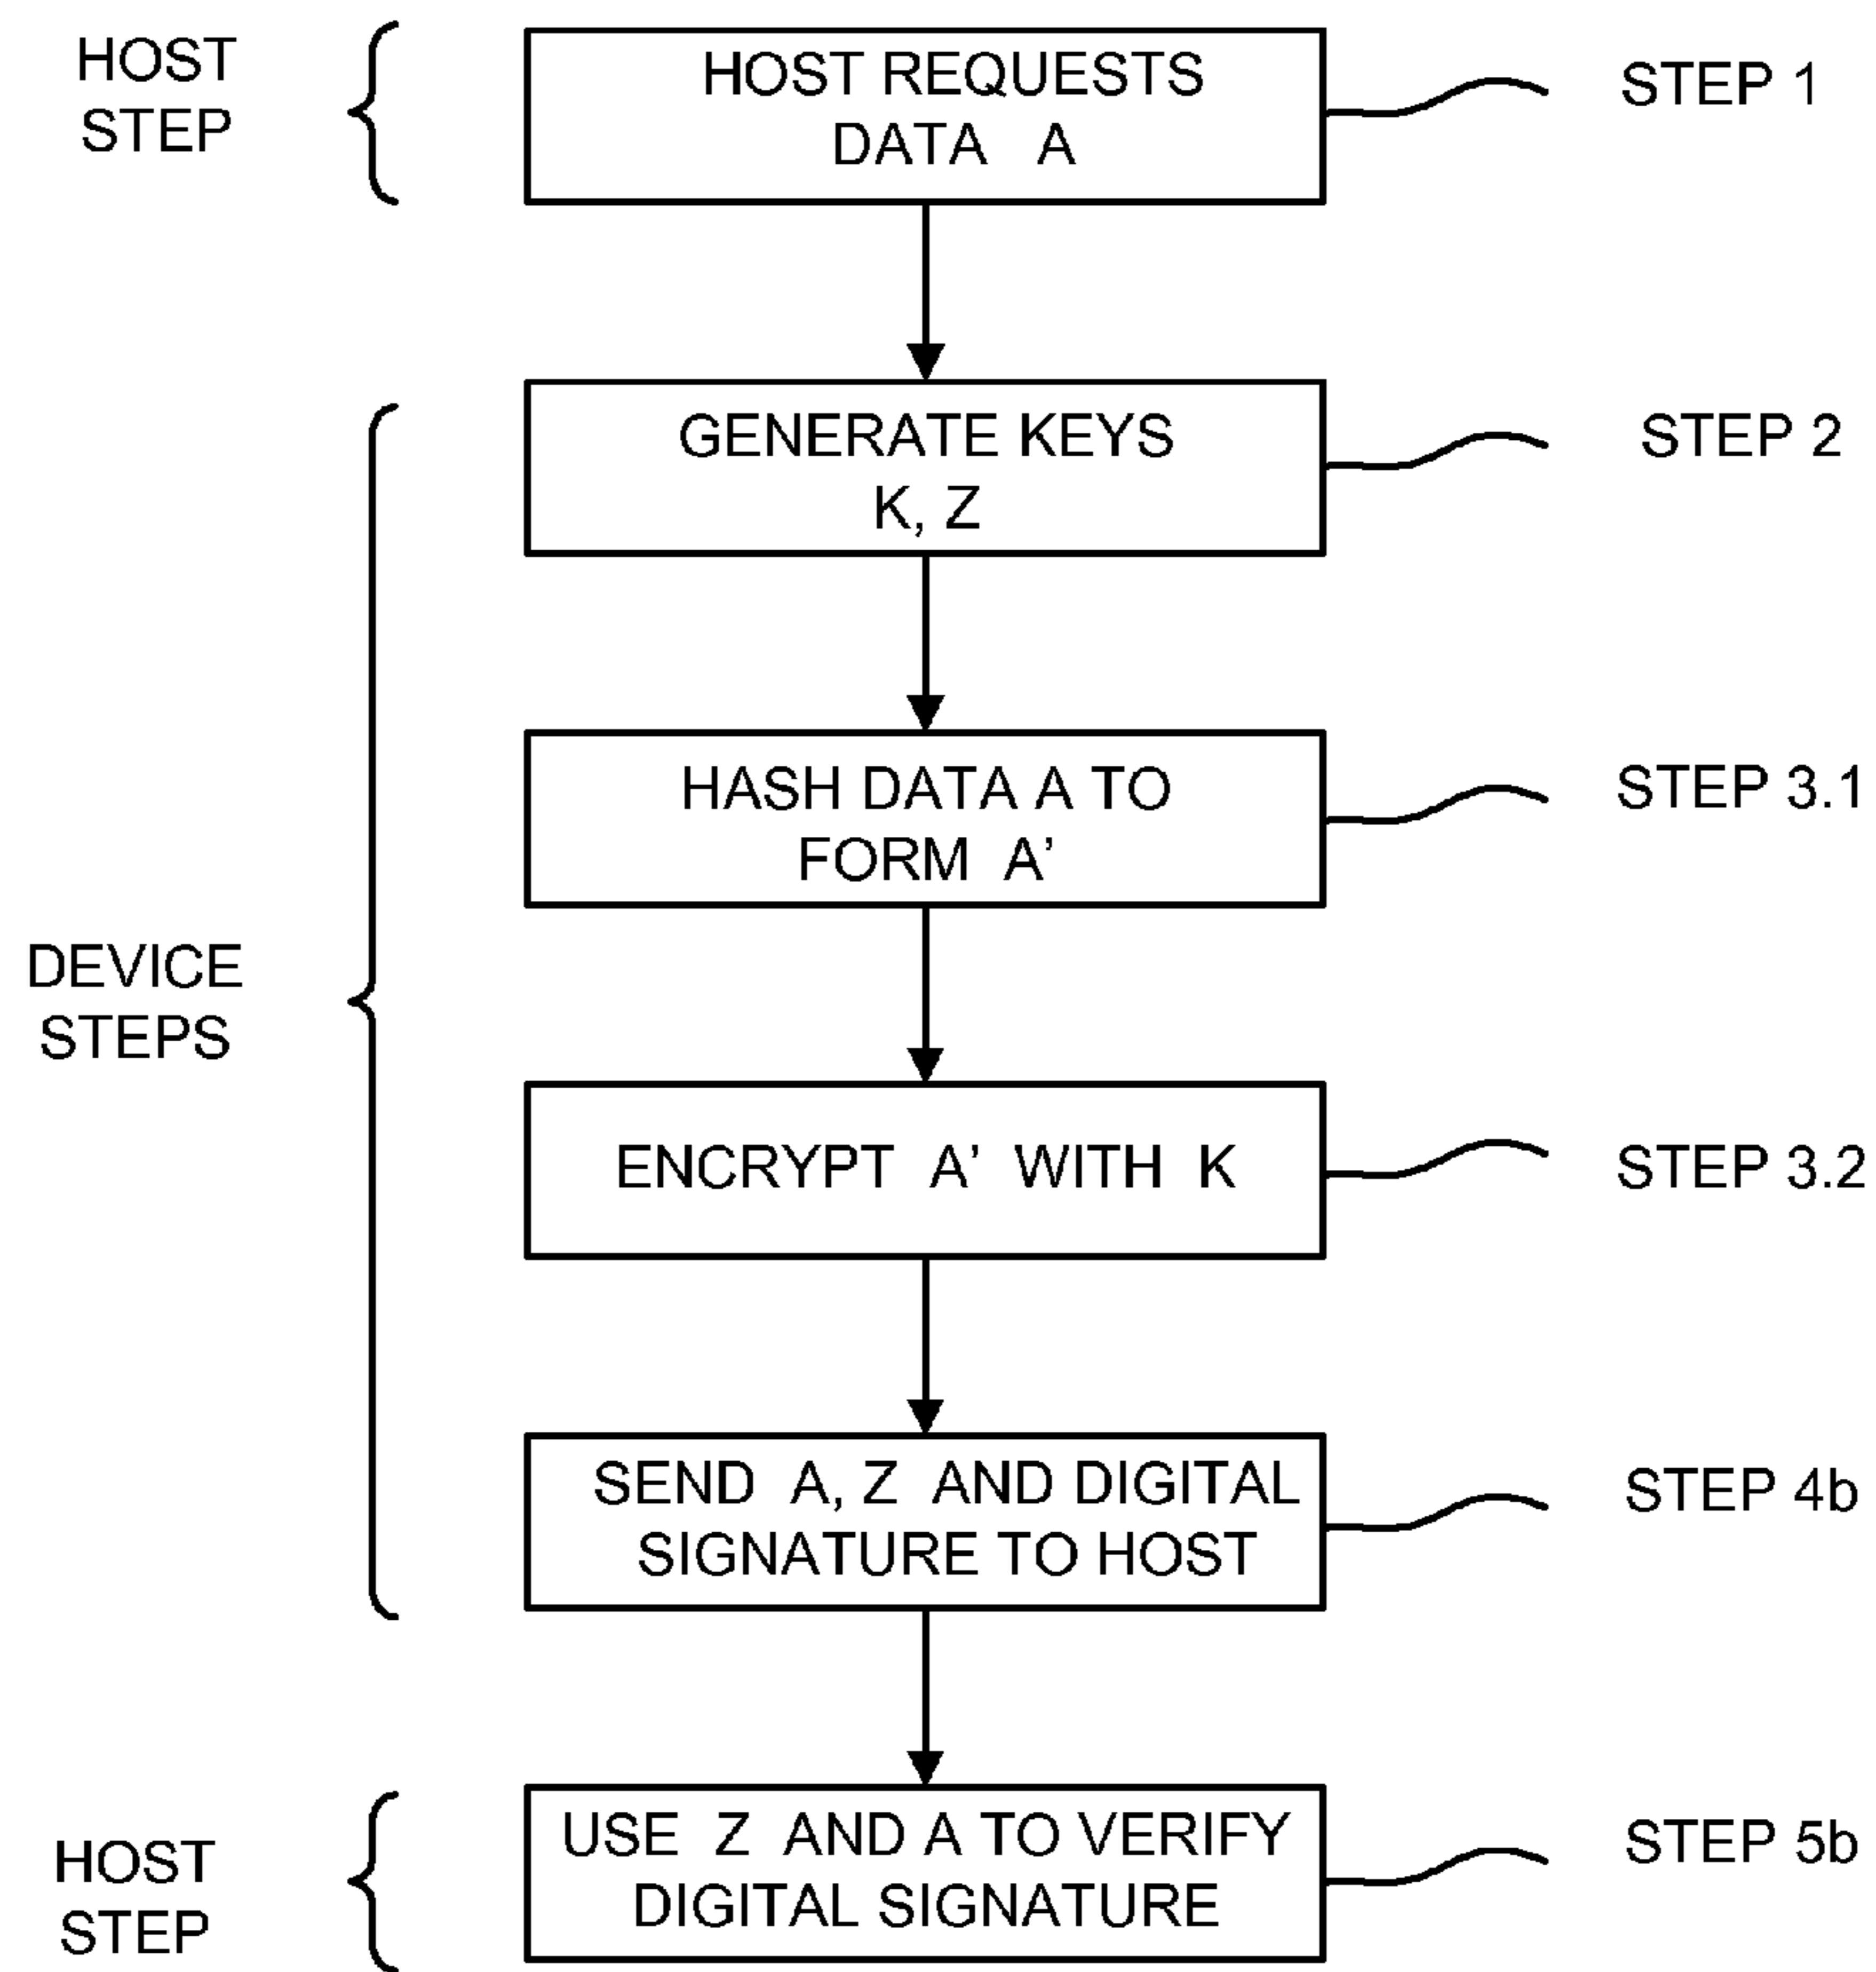 HOST
STEP
HOST REQUESTS
DATA A
STEP 1
GENERATE KEYS
K, Z
STEP 2
HASH DATA A TO
FORM A’
STEP 3.1
DEVICE
STEPS
ENCRYPT A’ WITH K
STEP 3.2
SEND A, Z AND DIGITAL
SIGNATURE TO HOST
STEP 4b
HOST
STEP
USE Z AND A TO VERIFY
DIGITAL SIGNATURE
STEP 5b